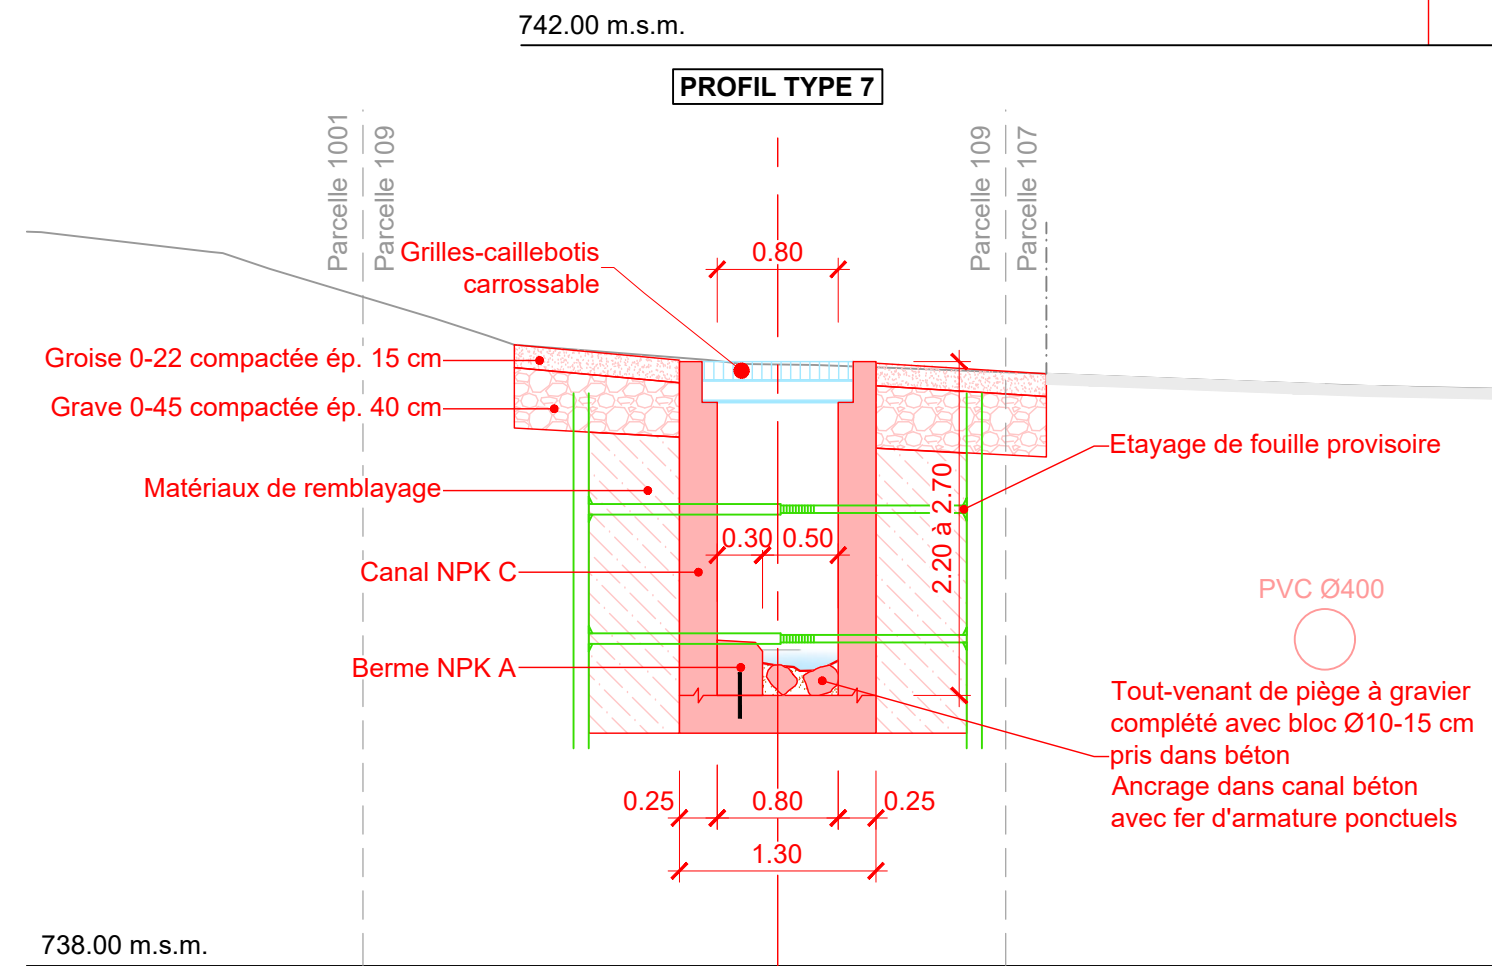 742.00 m.s.m.
PROFIL TYPE 7
Parcelle 1001
Parcelle 109
Parcelle 109
Parcelle 107
Grilles-caillebotis
carrossable
0.80
Groise 0-22 compactée ép. 15 cm
Grave 0-45 compactée ép. 40 cm
Etayage de fouille provisoire
Matériaux de remblayage
2.20 à 2.70
0.30
0.50
Canal NPK C
PVC Ø400
Berme NPK A
Tout-venant de piège à gravier
complété avec bloc Ø10-15 cm
pris dans béton
Ancrage dans canal béton
avec fer d'armature ponctuels
0.25
0.80
0.25
1.30
738.00 m.s.m.